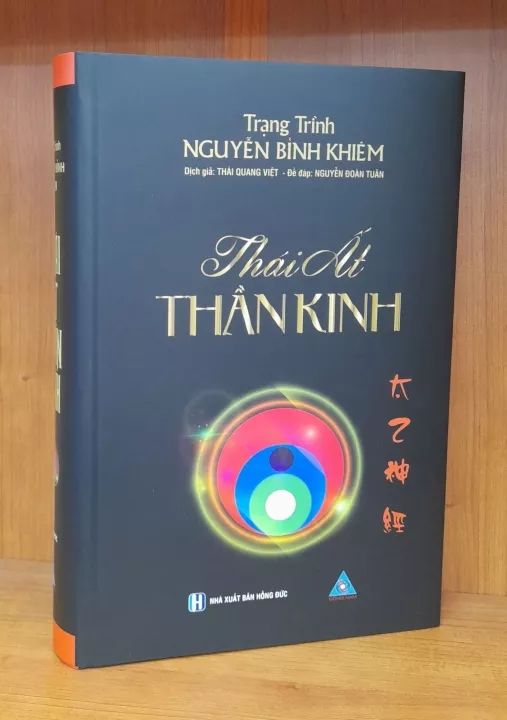 Trạng Trình
NGUYỄN BỈNH KHIÊM
Dịch giả: THÁI QUANG VIỆT - Đề đáp: NGUYỄN ĐOÀN TUÂN
Thái Ất
THẦN KINH
太
乙
神
經
NHÀ XUẤT BẢN HỒNG ĐỨC